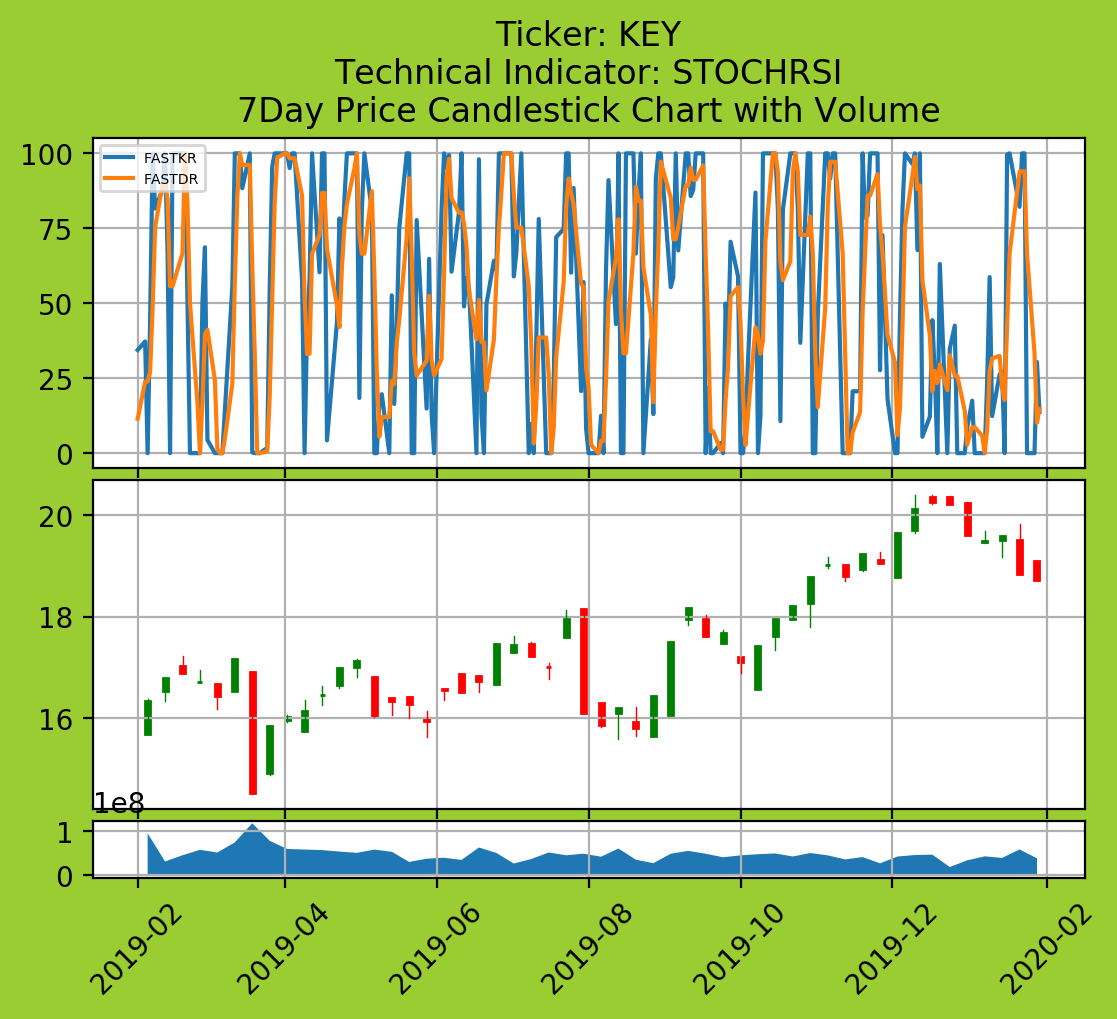 Ticker: KEY
Technical Indicator: STOCHRSI
7Day Price Candlestick Chart with Volume
100
75
50
25
0
FASTKR
FASTDR
20
18
16
1e8
1
0
2019-02
2019-04
2019-06
2019-08
2019-10
2019-12
2020-02